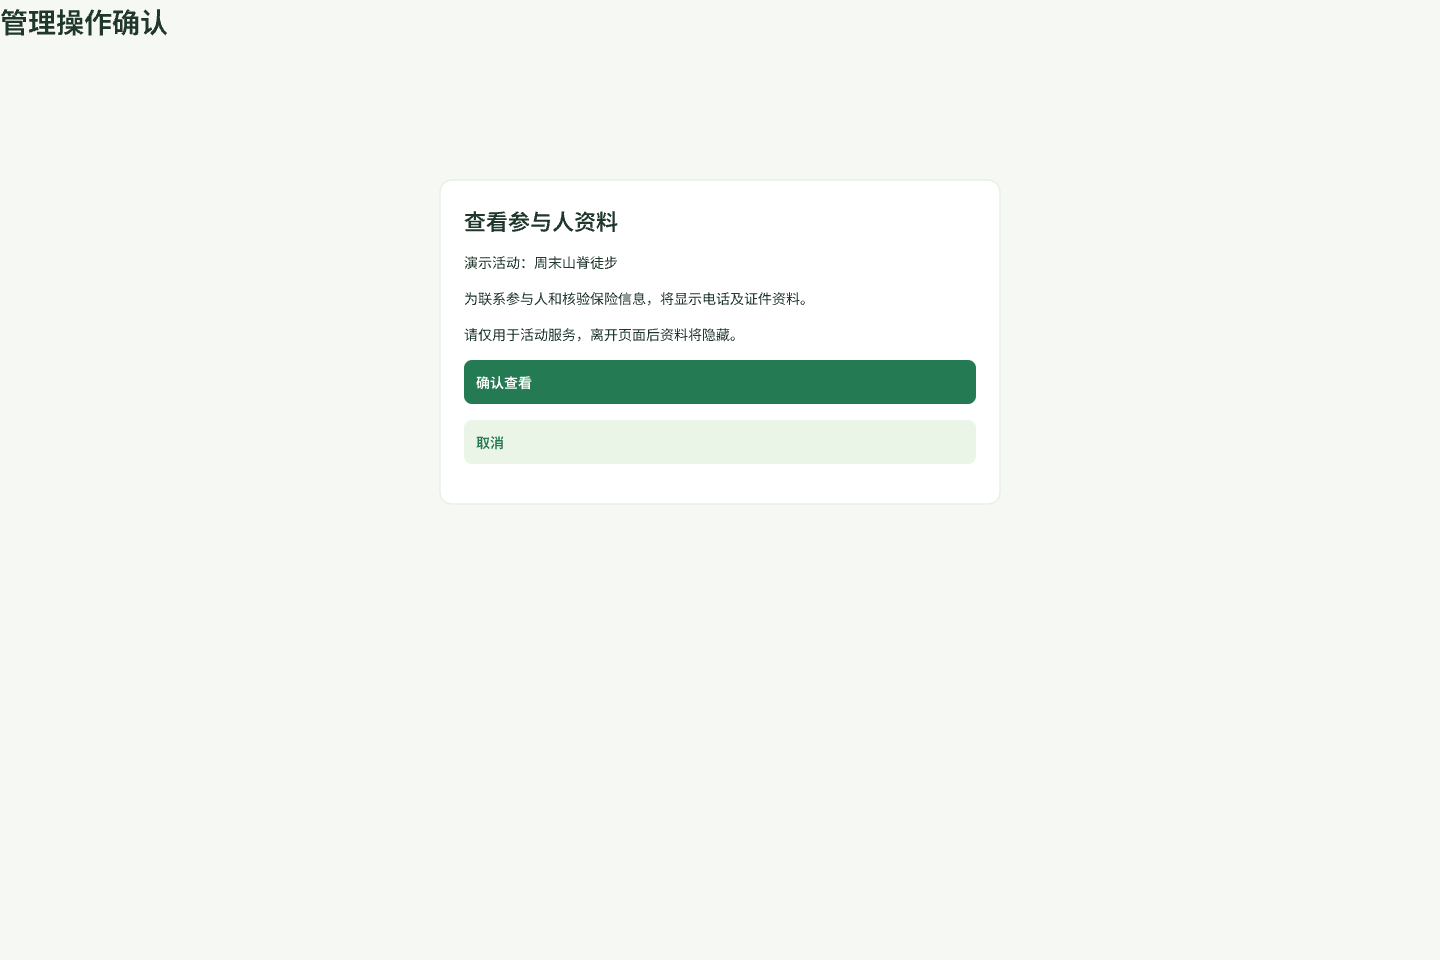 管理操作确认
查看参与人资料
演示活动：周末山脊徒步
为联系参与人和核验保险信息，将显示电话及证件资料。
请仅用于活动服务，离开页面后资料将隐藏。
确认查看
取消